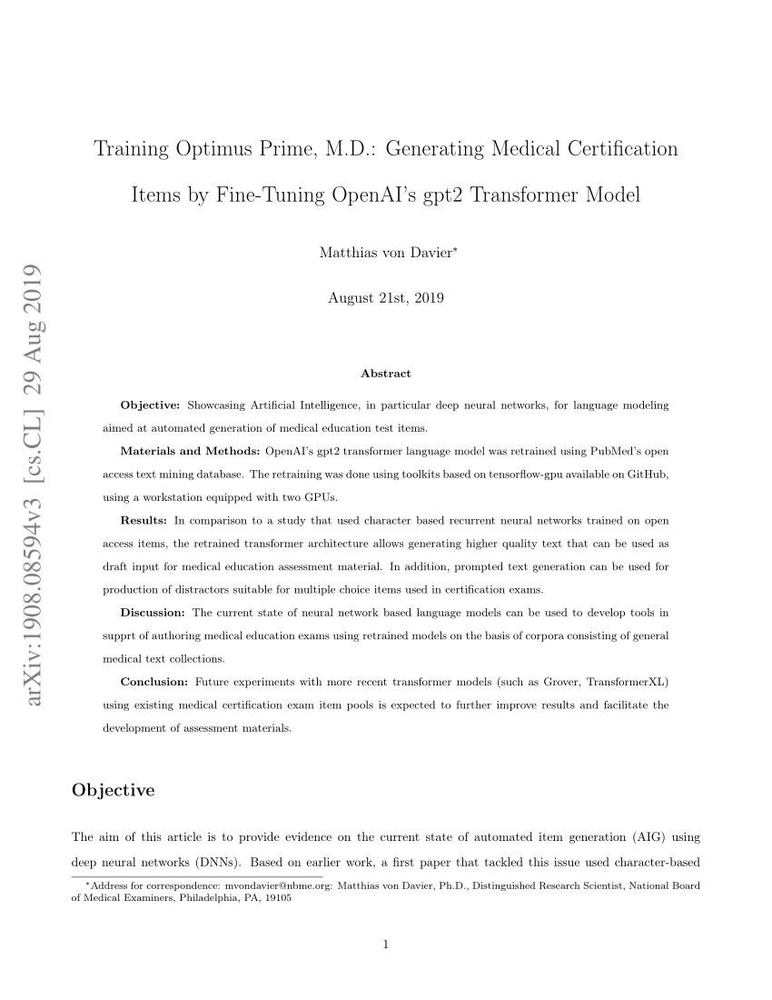 arXiv:1908.08594v3 [cs.CL] 29 Aug 2019
Training Optimus Prime, M.D.: Generating Medical Certification
Items by Fine-Tuning OpenAI's gpt2 Transformer Model
Matthias von Davier*
August 21st, 2019
Abstract
Objective: Showcasing Artificial Intelligence, in particular deep neural networks, for language modeling
aimed at automated generation of medical education test items.
Materials and Methods: OpenAI's gpt2 transformer language model was retrained using PubMed's open
access text mining database. The retraining was done using toolkits based on tensorflow-gpu available on GitHub,
using a workstation equipped with two GPUs.
Results: In comparison to a study that used character based recurrent neural networks trained on open
access items, the retrained transformer architecture allows generating higher quality text that can be used as
draft input for medical education assessment material. In addition, prompted text generation can be used for
production of distractors suitable for multiple choice items used in certification exams.
Discussion: The current state of neural network based language models can be used to develop tools in
supprt of authoring medical education exams using retrained models on the basis of corpora consisting of general
medical text collections.
Conclusion: Future experiments with more recent transformer models (such as Grover, TransformerXL)
using existing medical certification exam item pools is expected to further improve results and facilitate the
development of assessment materials.
Objective
The aim of this article is to provide evidence on the current state of automated item generation (AIG) using
deep neural networks (DNNs). Based on earlier work, a first paper that tackled this issue used character-based
*Address for correspondence: mvondavier@nbme.org: Matthias von Davier, Ph.D., Distinguished Research Scientist, National Board
of Medical Examiners, Philadelphia, PA, 19105
1